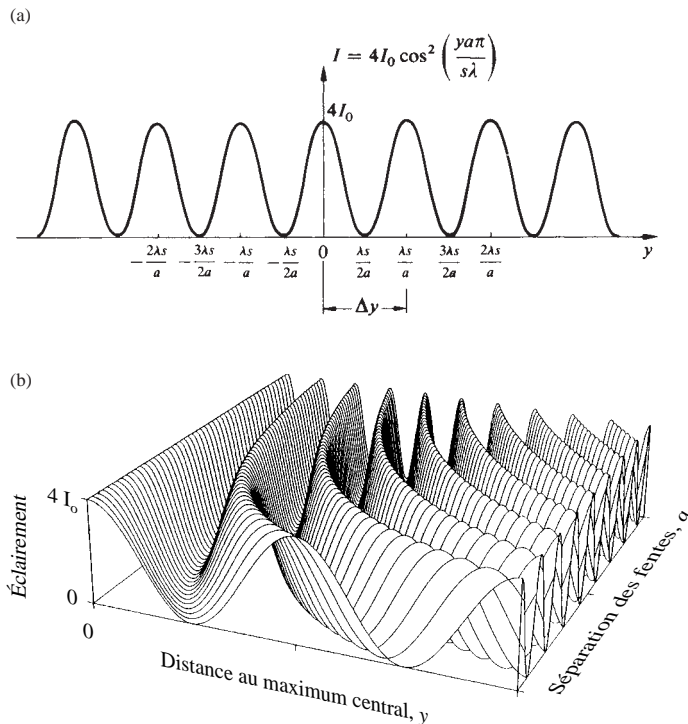 (a)
I = 4I₀ cos² (yaπ / sλ)
4I₀
−2λs/a −3λs/2a −λs/a −λs/2a 0 λs/2a λs/a 3λs/2a 2λs/a y
Δy
(b)
4 I₀
Éclairement
0
0
Distance au maximum central, y
Séparation des fentes, a